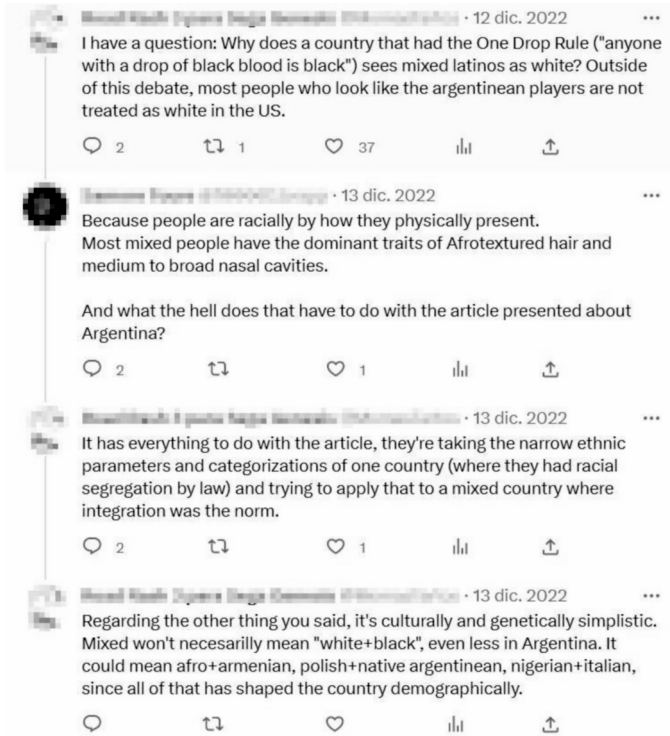 · 12 dic. 2022
I have a question: Why does a country that had the One Drop Rule ("anyone
with a drop of black blood is black") sees mixed latinos as white? Outside
of this debate, most people who look like the argentinean players are not
treated as white in the US.
2 1 37
· 13 dic. 2022
Because people are racially by how they physically present.
Most mixed people have the dominant traits of Afrotextured hair and
medium to broad nasal cavities.
And what the hell does that have to do with the article presented about
Argentina?
2 1
· 13 dic. 2022
It has everything to do with the article, they're taking the narrow ethnic
parameters and categorizations of one country (where they had racial
segregation by law) and trying to apply that to a mixed country where
integration was the norm.
2 1
· 13 dic. 2022
Regarding the other thing you said, it's culturally and genetically simplistic.
Mixed won't necesarilly mean "white+black", even less in Argentina. It
could mean afro+armenian, polish+native argentinean, nigerian+italian,
since all of that has shaped the country demographically.